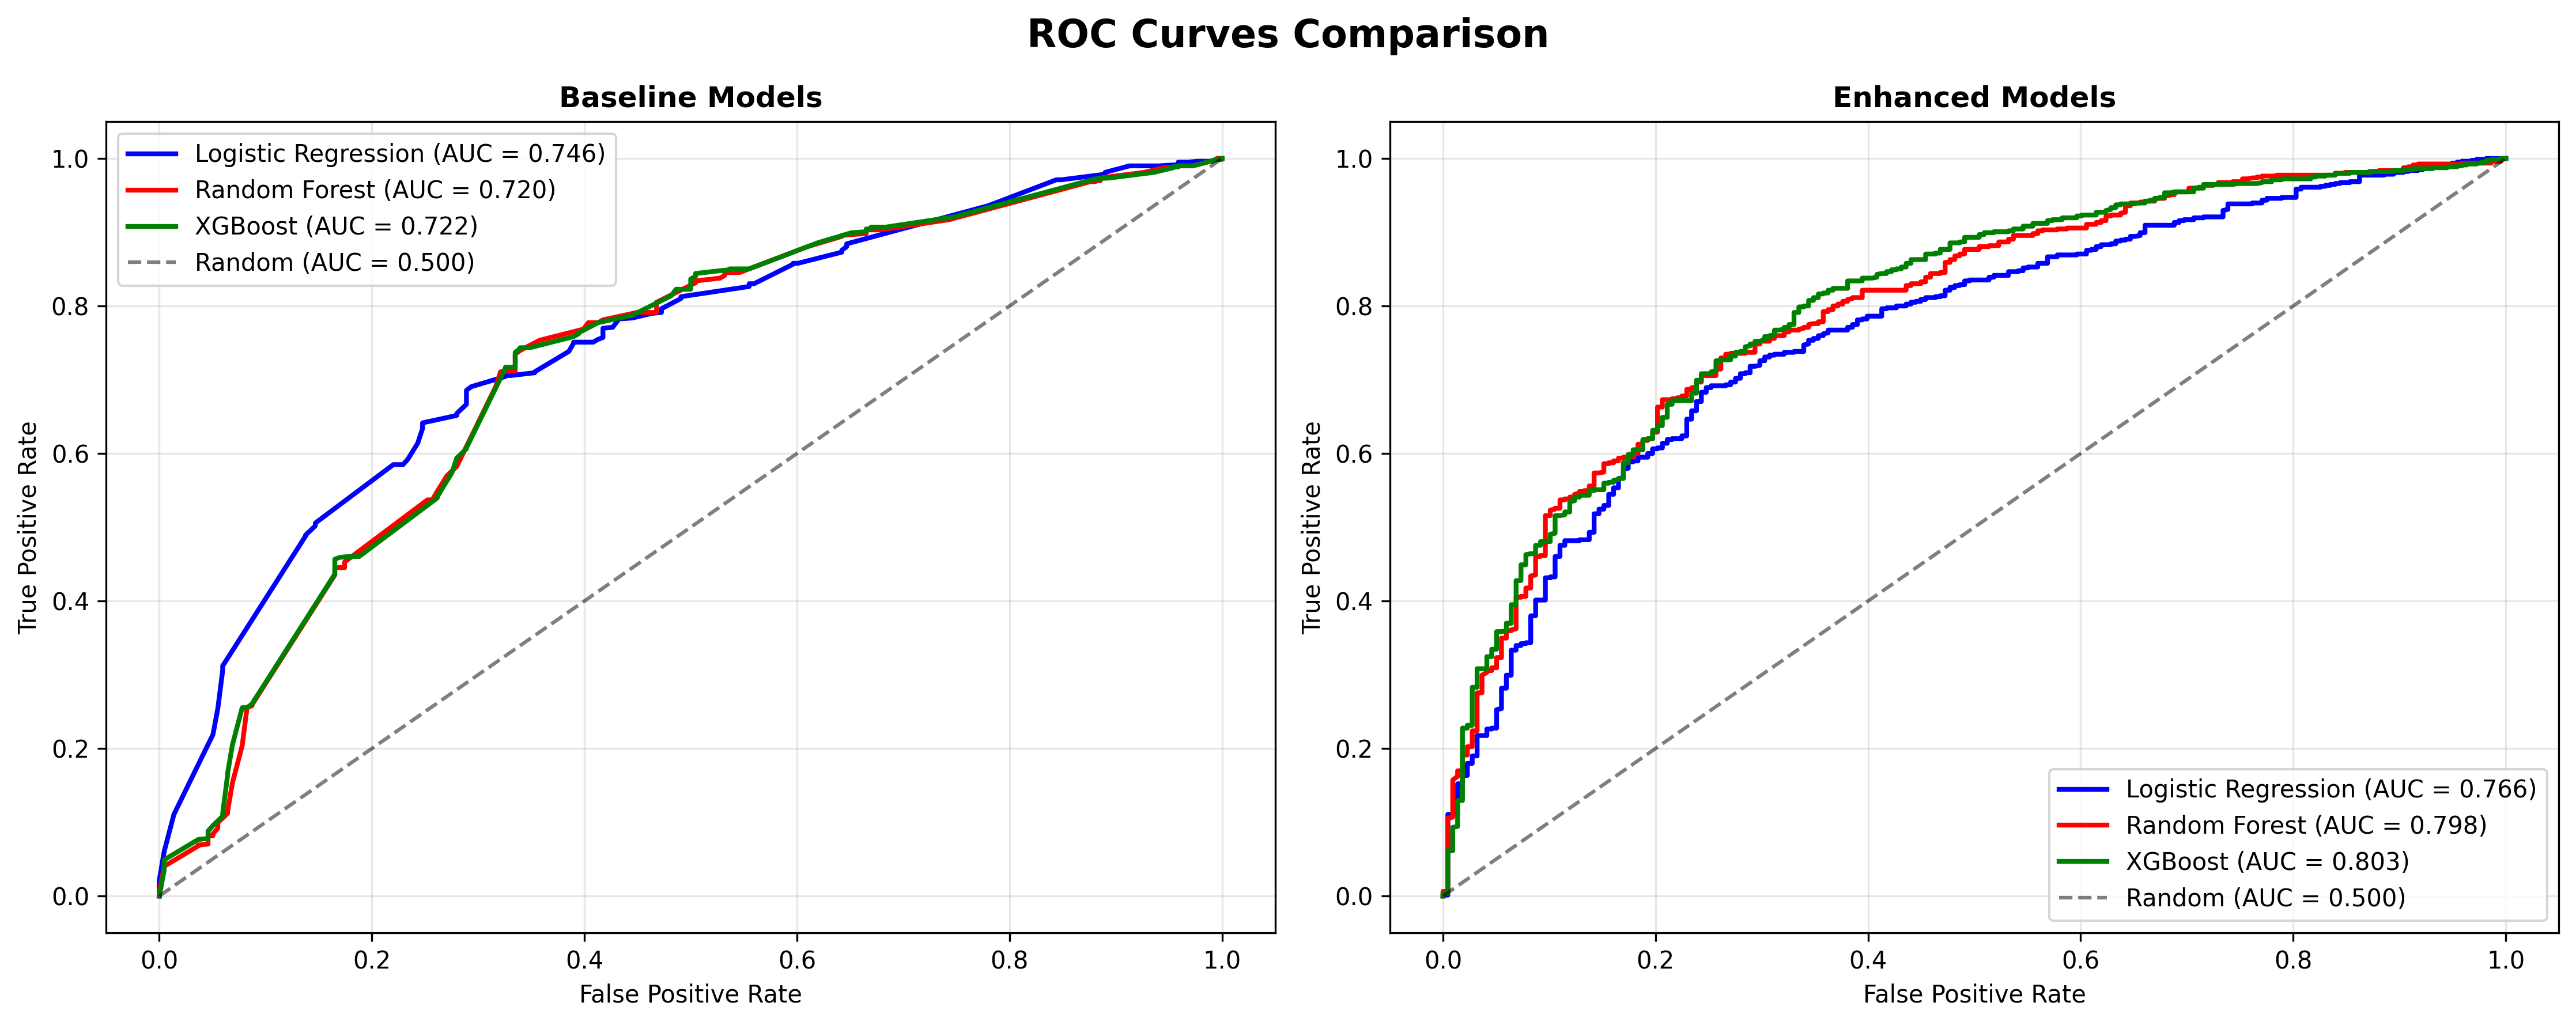 ROC Curves Comparison
Baseline Models
Logistic Regression (AUC = 0.746)
Random Forest (AUC = 0.720)
XGBoost (AUC = 0.722)
Random (AUC = 0.500)
True Positive Rate
1.0
0.8
0.6
0.4
0.2
0.0
0.0 0.2 0.4 0.6 0.8 1.0
False Positive Rate
Enhanced Models
True Positive Rate
1.0
0.8
0.6
0.4
0.2
0.0
Logistic Regression (AUC = 0.766)
Random Forest (AUC = 0.798)
XGBoost (AUC = 0.803)
Random (AUC = 0.500)
0.0 0.2 0.4 0.6 0.8 1.0
False Positive Rate